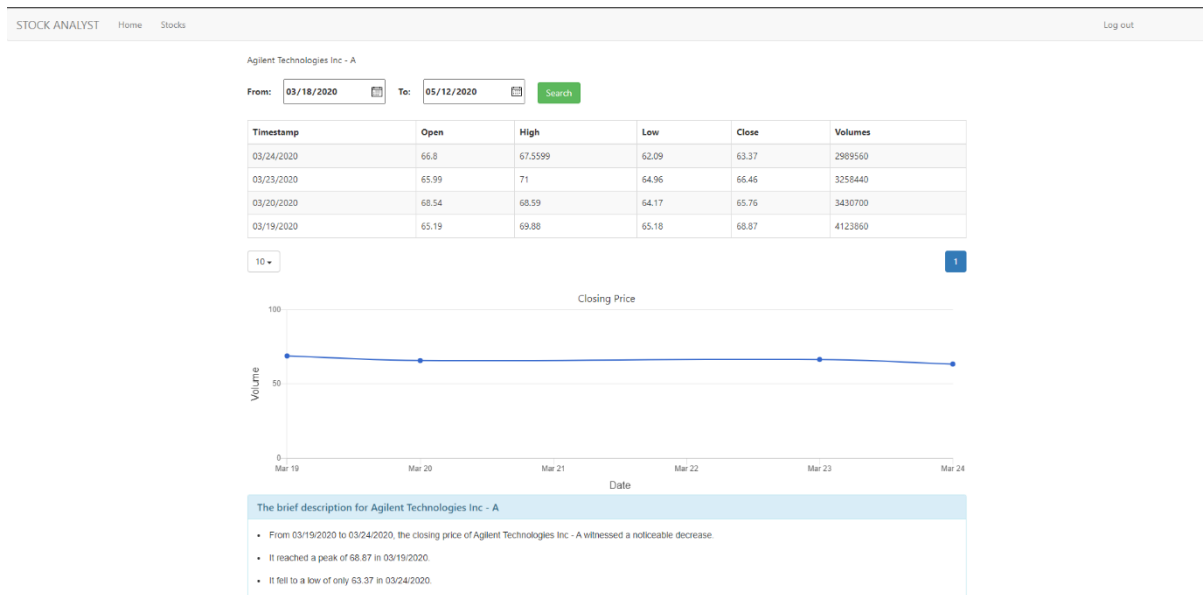 STOCK ANALYST Home Stocks Log out
Agilent Technologies Inc - A
From: 03/18/2020 To: 05/12/2020 Search
Timestamp Open High Low Close Volumes
03/24/2020 66.8 67.5599 62.09 63.37 2989560
03/23/2020 65.99 71 64.96 66.46 3258440
03/20/2020 68.54 68.59 64.17 65.76 3430700
03/19/2020 65.19 69.88 65.18 68.87 4123860
10 1
Closing Price
100
50
0
Volume
Mar 19 Mar 20 Mar 21 Mar 22 Mar 23 Mar 24
Date
The brief description for Agilent Technologies Inc - A
• From 03/19/2020 to 03/24/2020, the closing price of Agilent Technologies Inc - A witnessed a noticeable decrease.
• It reached a peak of 68.87 in 03/19/2020.
• It fell to a low of only 63.37 in 03/24/2020.